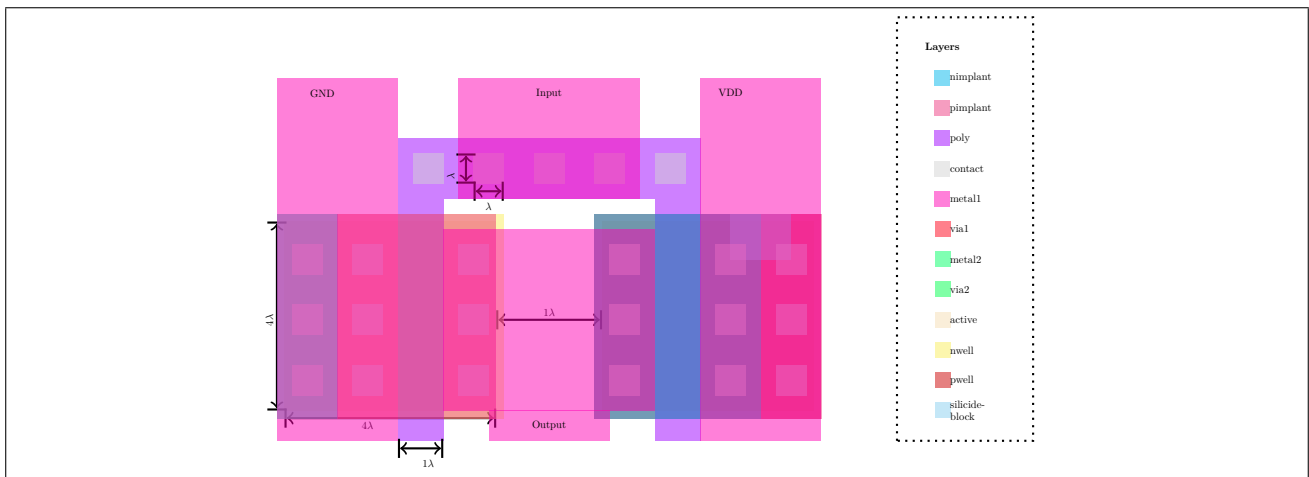 Layers
nimplant
GND
Input
VDD
pimplant
poly
contact
λ
metal1
λ
via1
metal2
via2
4λ
1λ
active
nwell
pwell
silicide-
block
4λ
Output
1λ